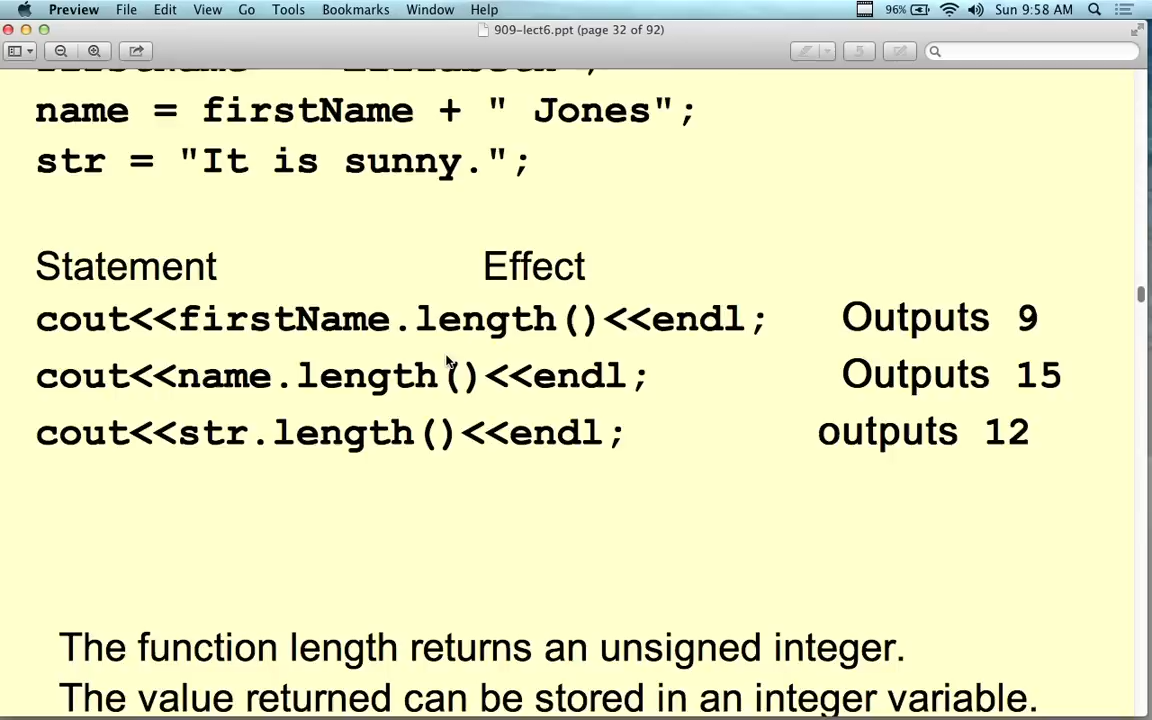 Preview File Edit View Go Tools Bookmarks Window Help 96% Sun 9:58 AM
909-lect6.ppt (page 32 of 92)
name = firstName + " Jones";
str = "It is sunny.";
Statement Effect
cout<<firstName.length()<<endl; Outputs 9
cout<<name.length()<<endl; Outputs 15
cout<<str.length()<<endl; outputs 12
The function length returns an unsigned integer.
The value returned can be stored in an integer variable.